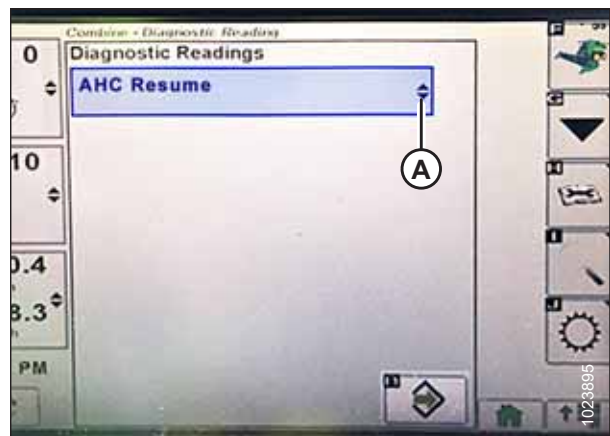 Combine - Diagnostic Reading
0
Diagnostic Readings
AHC Resume
A
10
0.4
8.3
PM
1023895